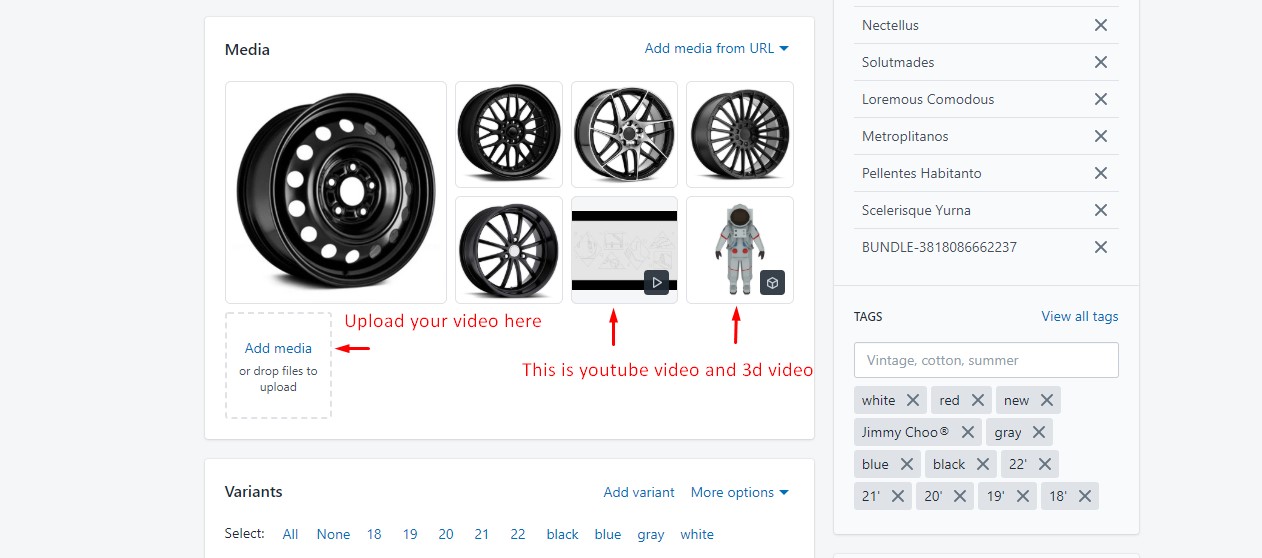 Media
Add media from URL
Upload your video here
Add media
or drop files to
upload
This is youtube video and 3d video
Variants
Add variant More options
Select: All None 18 19 20 21 22 black blue gray white
Nectellus
Solutmades
Loremous Comodous
Metroplitanos
Pellentes Habitanto
Scelerisque Yurna
BUNDLE-3818086662237
TAGS
View all tags
Vintage, cotton, summer
white red new
Jimmy Choo® gray
blue black 22'
21' 20' 19' 18'